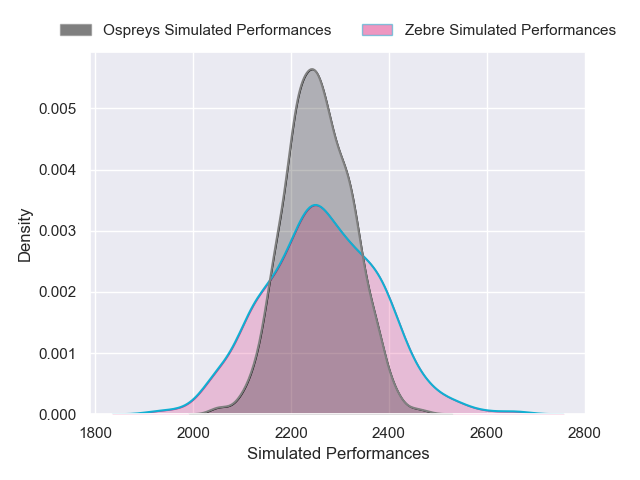 Ospreys Simulated Performances
Zebre Simulated Performances
0.005
0.004
0.003
0.002
0.001
0.000
Density
1800 2000 2200 2400 2600 2800
Simulated Performances